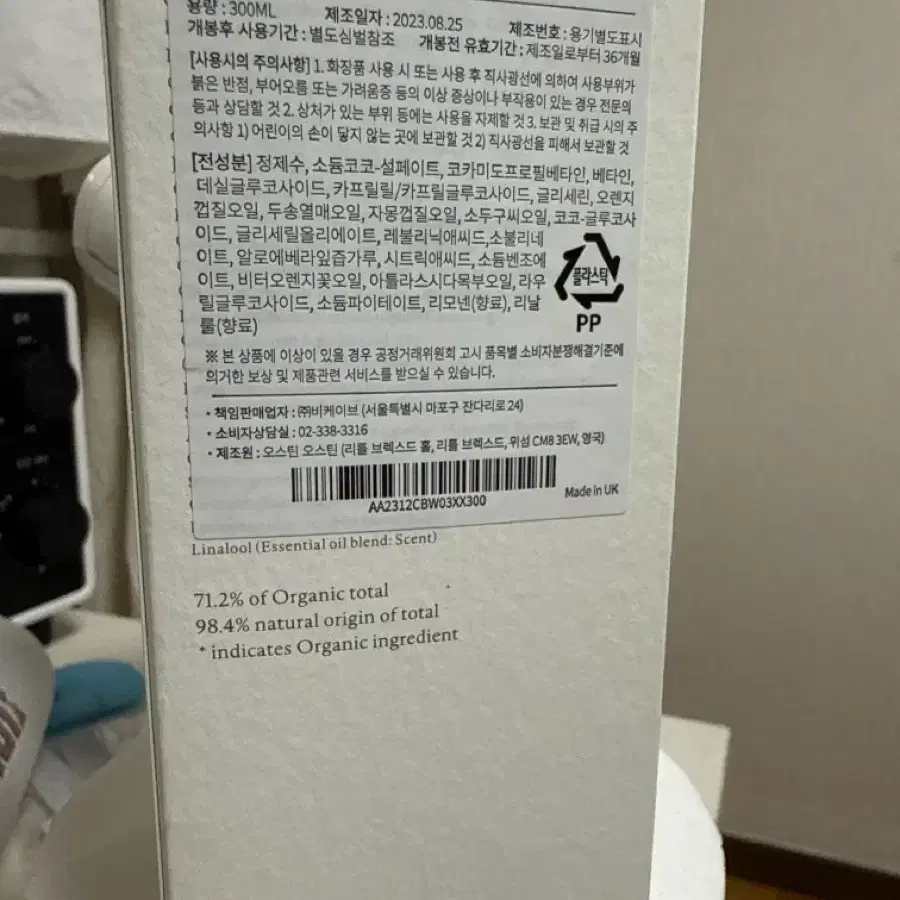 용량 : 300ML 제조일자 : 2023.08.25 제조번호 : 용기별도표시
개봉후 사용기간 : 별도심벌참조 개봉전 유효기간 : 제조일로부터 36개월
[사용시의 주의사항] 1. 화장품 사용 시 또는 사용 후 직사광선에 의하여 사용부위가
붉은 반점, 부어오름 또는 가려움증 등의 이상 증상이나 부작용이 있는 경우 전문의
등과 상담할 것 2. 상처가 있는 부위 등에는 사용을 자제할 것 3. 보관 및 취급 시의 주
의사항 1) 어린이의 손이 닿지 않는 곳에 보관할 것 2) 직사광선을 피해서 보관할 것
[전성분] 정제수, 소듐코코-설페이트, 코카미도프로필베타인, 베타인,
데실글루코사이드, 카프릴릴/카프릴글루코사이드, 글리세린, 오렌지
껍질오일, 두송열매오일, 자몽껍질오일, 소두구씨오일, 코코-글루코사
이드, 글리세릴올리에이트, 레불리닉애씨드, 소불리네
이트, 알로에베라잎즙가루, 시트릭애씨드, 소듐벤조에
이트, 비터오렌지꽃오일, 아틀라스시다목부오일, 라우
릴글루코사이드, 소듐파이테이트, 리모넨(향료), 리날
룰(향료)
플라스틱
PP
※ 본 상품에 이상이 있을 경우 공정거래위원회 고시 품목별 소비자분쟁해결기준에
의거한 보상 및 제품관련 서비스를 받으실 수 있습니다.
• 책임판매업자 : ㈜비케이브 (서울특별시 마포구 잔다리로 24)
• 소비자상담실 : 02-338-3316
• 제조원 : 오스틴 오스틴 (리틀 브렉스드 홀, 리틀 브렉스드, 위섬 CM8 3EW, 영국)
AA2312CBW03XX300 Made in UK
Linalool (Essential oil blend: Scent)
71.2% of Organic total
98.4% natural origin of total
* indicates Organic ingredient